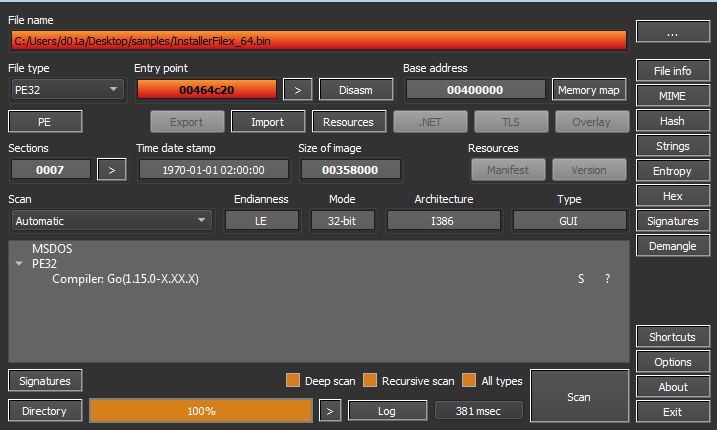 File name
C:/Users/d01a/Desktop/samples/InstallerFilex_64.bin ...
File type Entry point Base address
PE32 00464c20 > Disasm 00400000 Memory map File info
MIME
PE Export Import Resources .NET TLS Overlay Hash
Sections Time date stamp Size of image Resources Strings
0007 > 1970-01-01 02:00:00 00358000 Manifest Version Entropy
Scan Endianness Mode Architecture Type Hex
Automatic LE 32-bit I386 GUI Signatures
MSDOS Demangle
PE32
Compiler: Go(1.15.0-X.XX.X) S ?
Shortcuts
Options
Signatures Deep scan Recursive scan All types Scan About
Directory 100% > Log 381 msec Exit